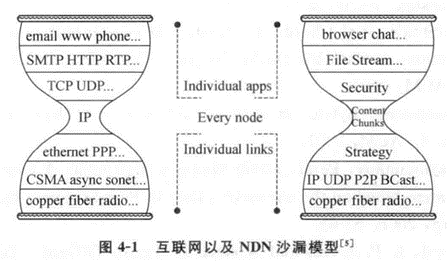 email www phone...
SMTP HTTP RTP...
TCP UDP...
IP
ethernet PPP...
CSMA async sonet...
copper fiber radio...
Individual apps
Every node
Individual links
browser chat...
File Stream...
Security
Content
Chunks
Strategy
IP UDP P2P BCast...
copper fiber radio...
图 4-1 互联网以及 NDN 沙漏模型[5]